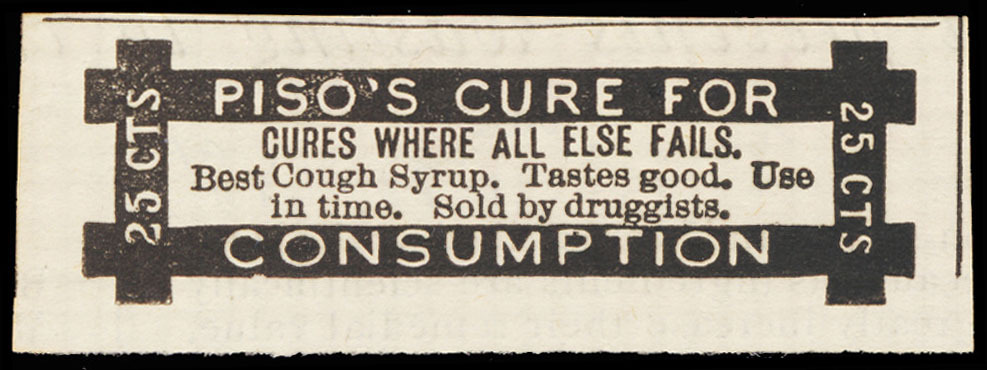 PISO'S CURE FOR
25 CTS
CURES WHERE ALL ELSE FAILS.
Best Cough Syrup. Tastes good. Use
in time. Sold by druggists.
25 CTS
CONSUMPTION